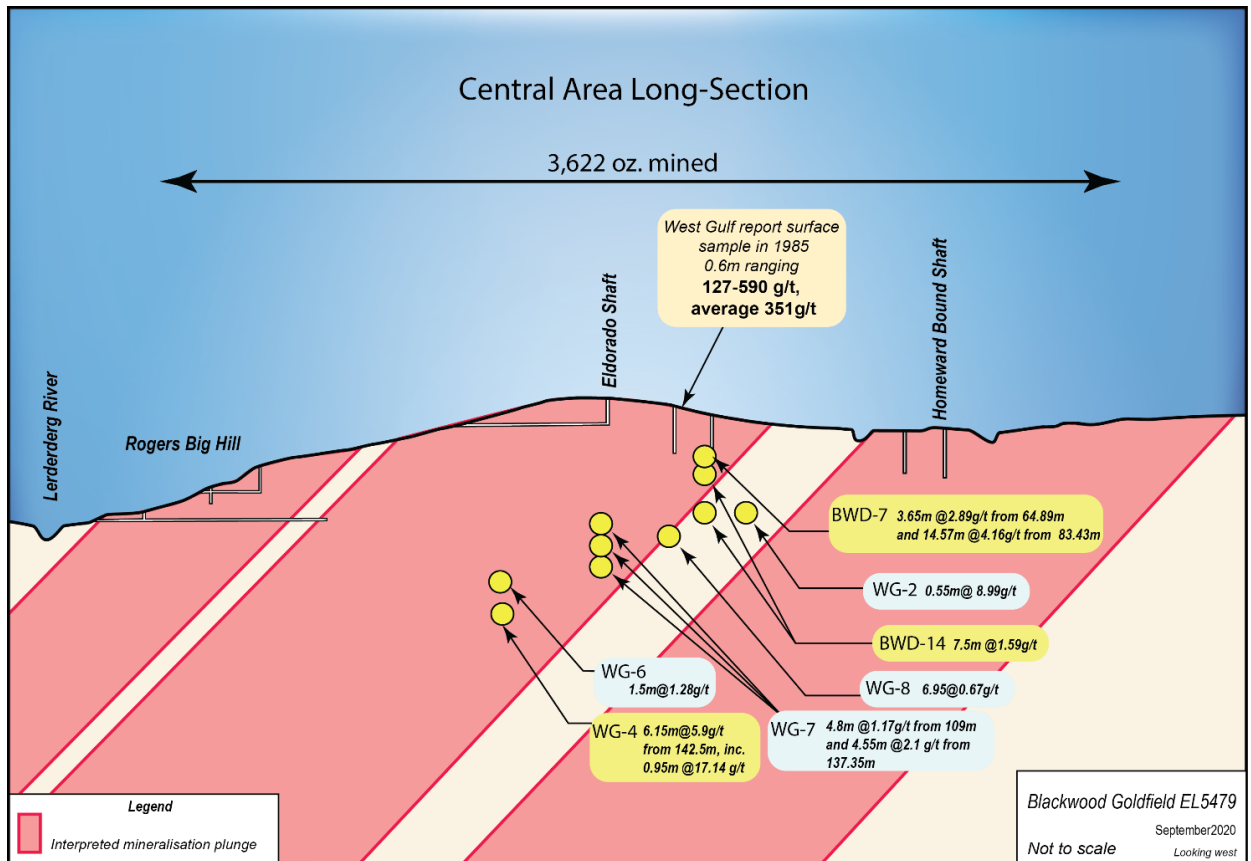 Central Area Long-Section
3,622 oz. mined
West Gulf report surface
sample in 1985
0.6m ranging
127-590 g/t,
average 351g/t
Lerderderg River
Rogers Big Hill
Eldorado Shaft
Homeward Bound Shaft
BWD-7 3.65m @2.89g/t from 64.89m
and 14.57m @4.16g/t from 83.43m
WG-2 0.55m@ 8.99g/t
BWD-14 7.5m @1.59g/t
WG-6
1.5m@1.28g/t
WG-8 6.95@0.67g/t
WG-4 6.15m@5.9g/t
from 142.5m, inc.
0.95m @17.14 g/t
WG-7 4.8m @1.17g/t from 109m
and 4.55m @2.1 g/t from
137.35m
Legend
Interpreted mineralisation plunge
Blackwood Goldfield EL5479
September2020
Not to scale Looking west